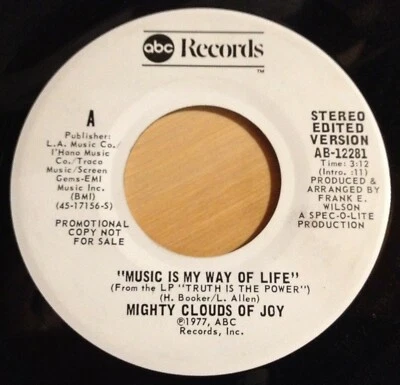 abc Records
TM
A
Publisher:
L.A. Music Co./
I'Hono Music
Co./Traco
Music/Screen
Gems-EMI
Music Inc.
(BMI)
(45-17156-S)
PROMOTIONAL
COPY NOT
FOR SALE
STEREO
EDITED
VERSION
AB-12281
Time: 3:12
(Intro.:11)
PRODUCED &
ARRANGED BY
FRANK E.
WILSON
A SPEC-O-LITE
PRODUCTION
"MUSIC IS MY WAY OF LIFE"
(From the LP "TRUTH IS THE POWER")
(H. Booker/L. Allen)
MIGHTY CLOUDS OF JOY
℗1977, ABC
Records, Inc.